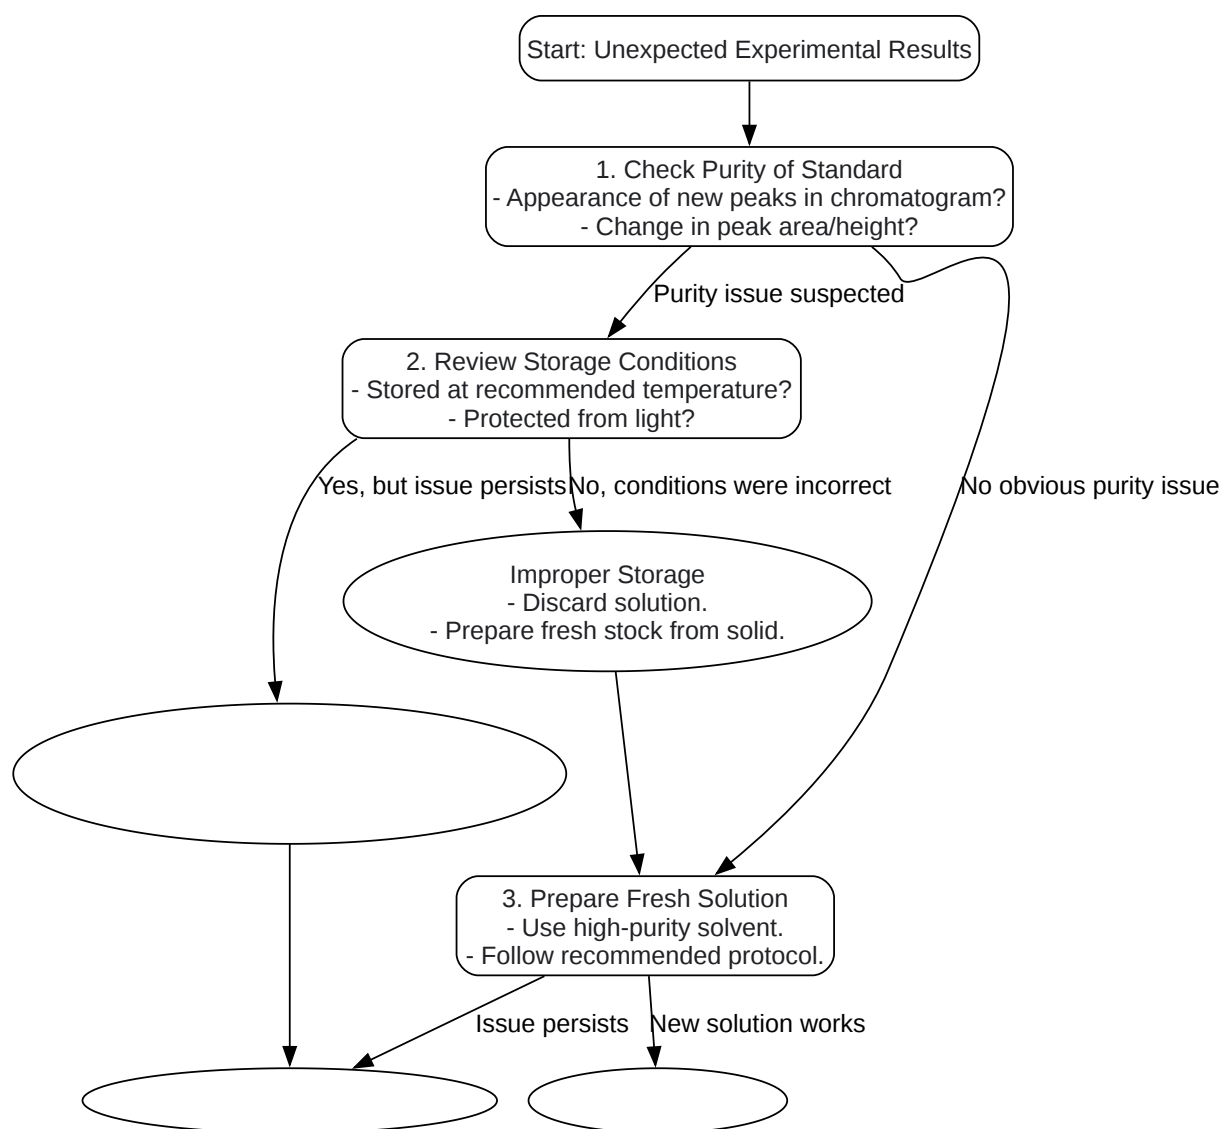 Start: Unexpected Experimental Results
1. Check Purity of Standard
- Appearance of new peaks in chromatogram?
- Change in peak area/height?
Purity issue suspected
2. Review Storage Conditions
- Stored at recommended temperature?
- Protected from light?
Yes, but issue persists
No, conditions were incorrect
No obvious purity issue
Improper Storage
- Discard solution.
- Prepare fresh stock from solid.
3. Prepare Fresh Solution
- Use high-purity solvent.
- Follow recommended protocol.
Issue persists
New solution works